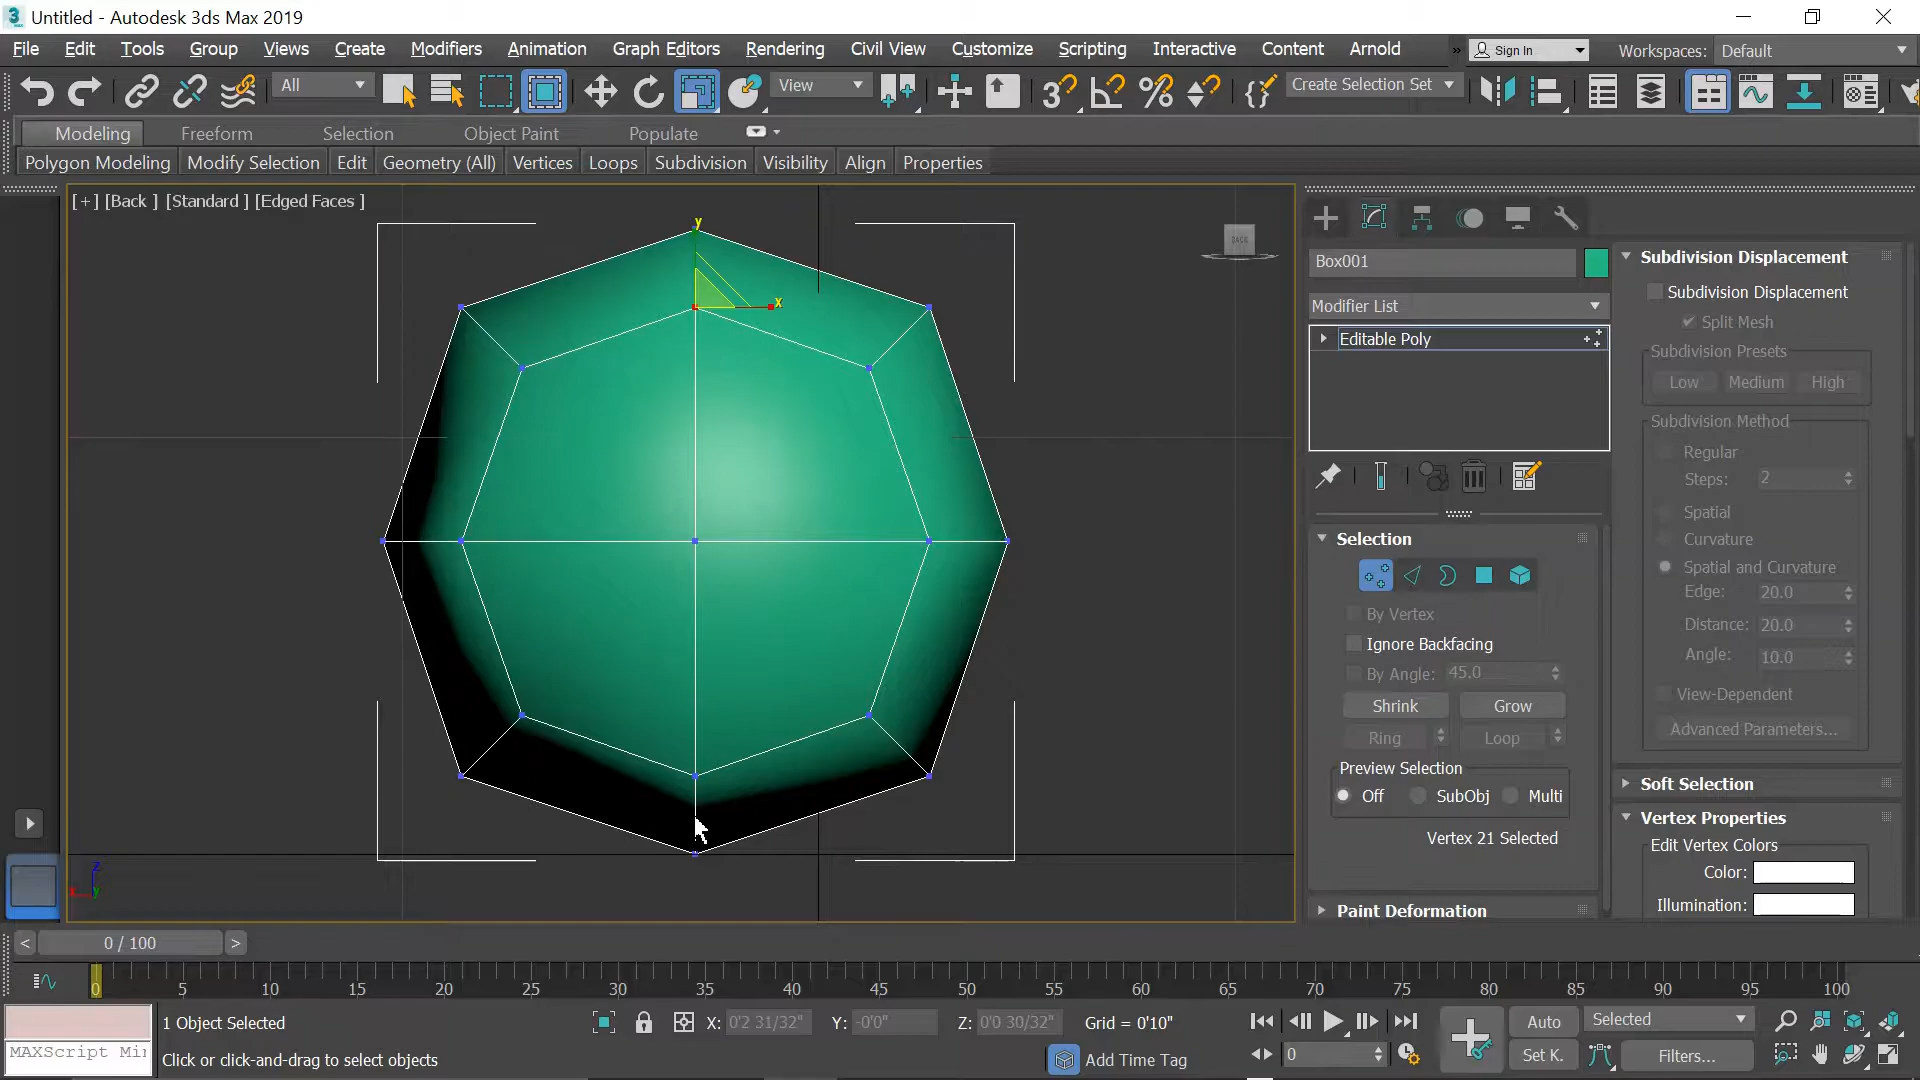 Untitled - Autodesk 3ds Max 2019
File Edit Tools Group Views Create Modifiers Animation Graph Editors Rendering Civil View Customize Scripting Interactive Content Arnold » Sign In Workspaces: Default
All View Create Selection Set
Modeling Freeform Selection Object Paint Populate
Polygon Modeling Modify Selection Edit Geometry (All) Vertices Loops Subdivision Visibility Align Properties
[ + ] [Back ] [Standard ] [Edged Faces ]
y
x
BACK
z
y
Box001
Modifier List
Editable Poly
Selection
By Vertex
Ignore Backfacing
By Angle: 45.0
Shrink Grow
Ring Loop
Preview Selection
Off SubObj Multi
Vertex 21 Selected
Paint Deformation
Subdivision Displacement
Subdivision Displacement
Split Mesh
Subdivision Presets
Low Medium High
Subdivision Method
Regular
Steps: 2
Spatial
Curvature
Spatial and Curvature
Edge: 20.0
Distance: 20.0
Angle: 10.0
View-Dependent
Advanced Parameters...
Soft Selection
Vertex Properties
Edit Vertex Colors
Color:
Illumination:
< 0 / 100 >
0 5 10 15 20 25 30 35 40 45 50 55 60 65 70 75 80 85 90 95 100
1 Object Selected X: 0'2 31/32" Y: -0'0" Z: 0'0 30/32" Grid = 0'10" Auto Selected
MAXScript Mi Click or click-and-drag to select objects Add Time Tag 0 Set K. Filters...